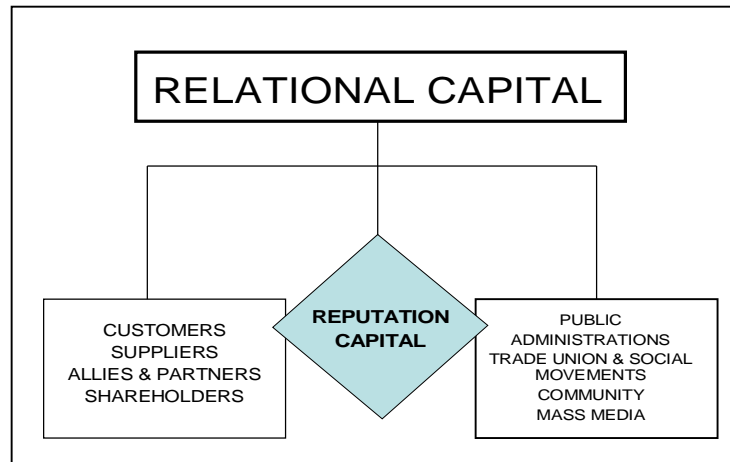 RELATIONAL CAPITAL
CUSTOMERS
SUPPLIERS
ALLIES & PARTNERS
SHAREHOLDERS
REPUTATION
CAPITAL
PUBLIC
ADMINISTRATIONS
TRADE UNION & SOCIAL
MOVEMENTS
COMMUNITY
MASS MEDIA